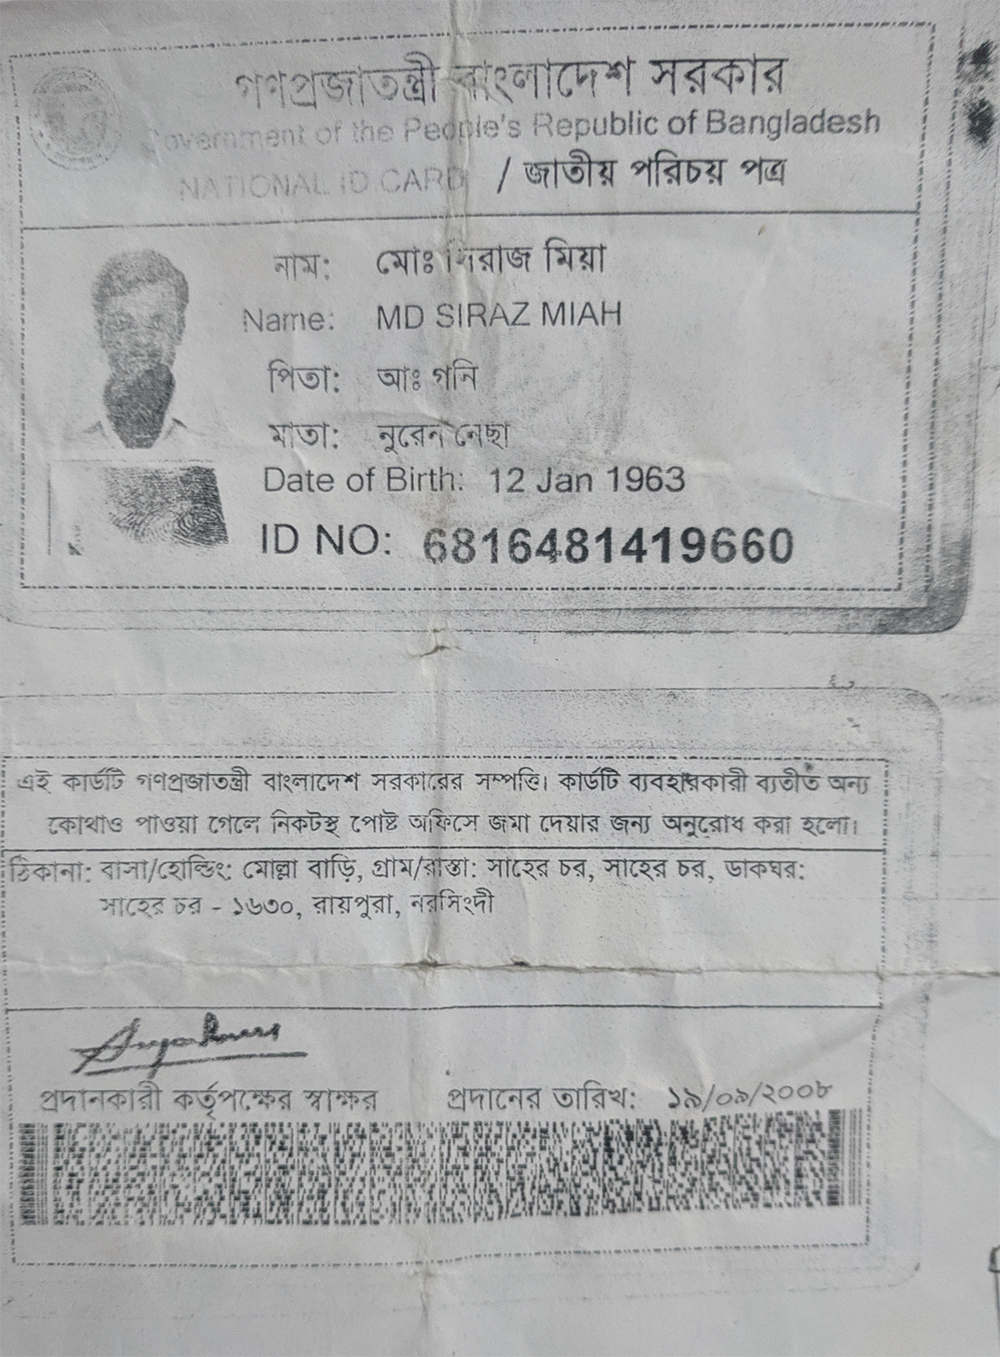 গণপ্রজাতন্ত্রী বাংলাদেশ সরকার
Government of the People's Republic of Bangladesh
NATIONAL ID CARD / জাতীয় পরিচয় পত্র
নাম: মোঃ সিরাজ মিয়া
Name: MD SIRAZ MIAH
পিতা: আঃ গনি
মাতা: নুরেন নেছা
Date of Birth: 12 Jan 1963
ID NO: 6816481419660
এই কার্ডটি গণপ্রজাতন্ত্রী বাংলাদেশ সরকারের সম্পত্তি। কার্ডটি ব্যবহারকারী ব্যতীত অন্য
কোথাও পাওয়া গেলে নিকটস্থ পোষ্ট অফিসে জমা দেয়ার জন্য অনুরোধ করা হলো।
ঠিকানা: বাসা/হোল্ডিং: মোল্লা বাড়ি, গ্রাম/রাস্তা: সাহের চর, সাহের চর, ডাকঘর:
সাহের চর - ১৬৩০, রায়পুরা, নরসিংদী
প্রদানকারী কর্তৃপক্ষের স্বাক্ষর প্রদানের তারিখ: ১৯/০৯/২০০৮